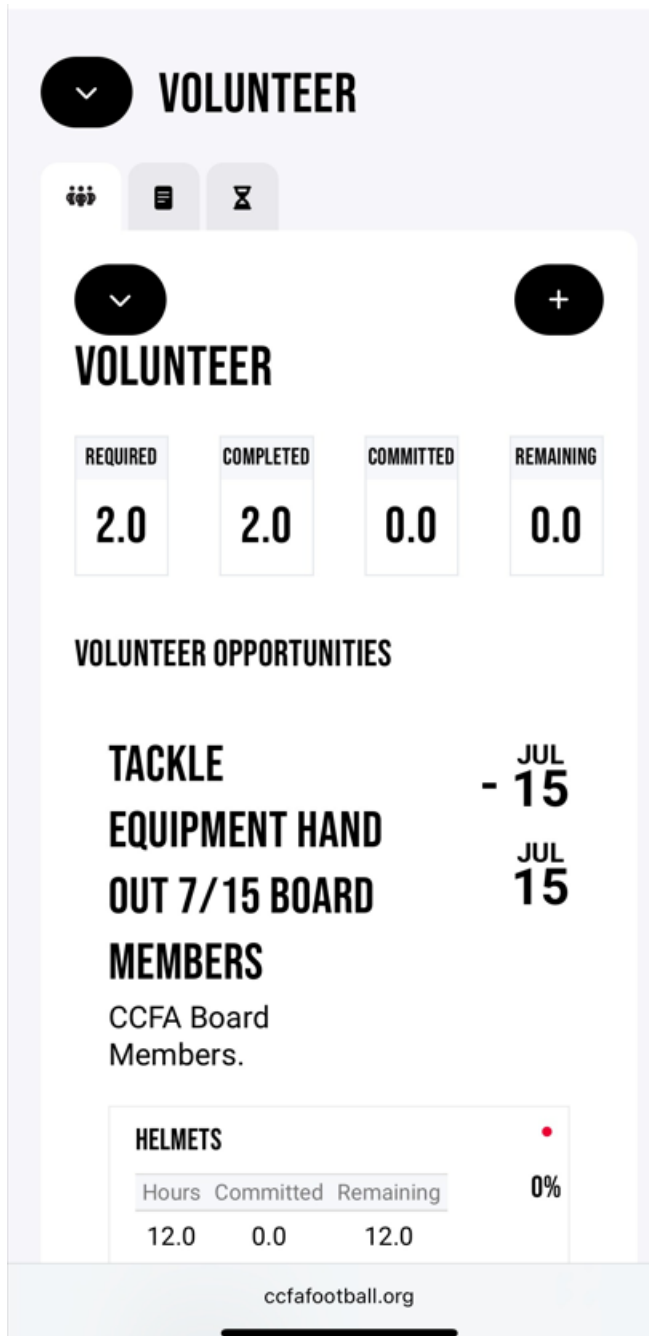 VOLUNTEER
VOLUNTEER
REQUIRED COMPLETED COMMITTED REMAINING
2.0 2.0 0.0 0.0
VOLUNTEER OPPORTUNITIES
TACKLE
EQUIPMENT HAND
OUT 7/15 BOARD
MEMBERS
- JUL
15
JUL
15
CCFA Board
Members.
HELMETS
0%
Hours Committed Remaining
12.0 0.0 12.0
ccfafootball.org